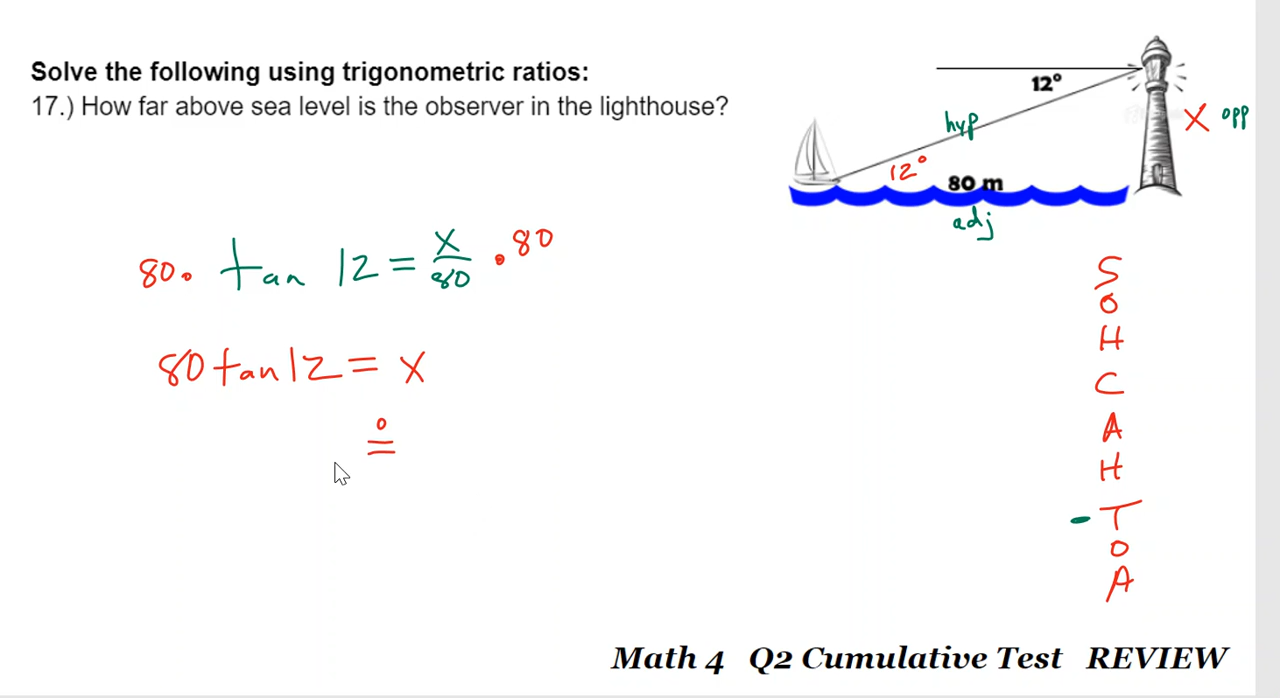 Solve the following using trigonometric ratios:
17.) How far above sea level is the observer in the lighthouse?
12°
hyp
X opp
12°
80 m
adj
80. tan 12 = x/80 . 80
80 tan 12 = x
≐
S
O
H
C
A
H
- T
O
A
Math 4 Q2 Cumulative Test REVIEW